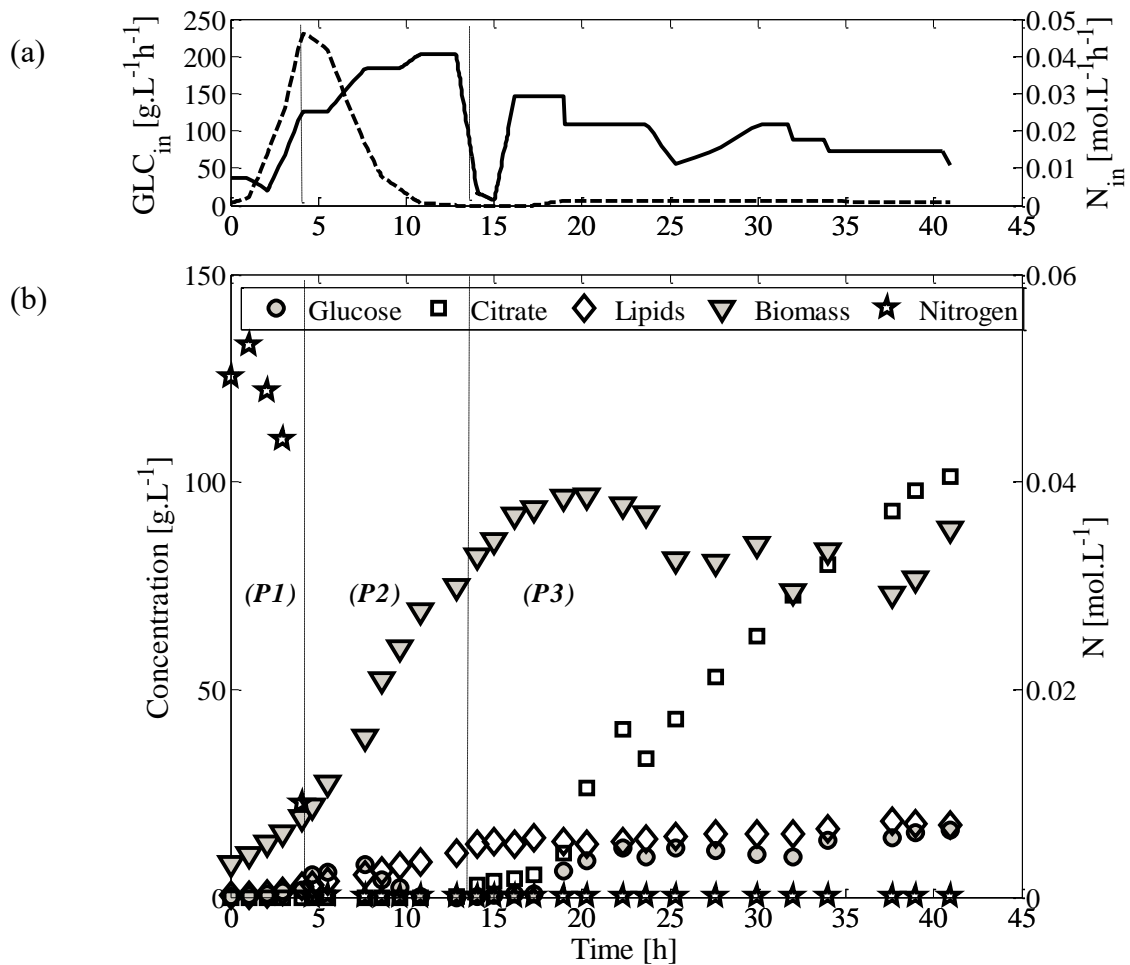 (a)
GLC_in [g.L^-1h^-1]
250
200
150
100
50
0
0.05
0.04
0.03
0.02
0.01
0
N_in [mol.L^-1h^-1]
0 5 10 15 20 25 30 35 40 45
(b)
Concentration [g.L^-1]
150
100
50
0
Glucose Citrate Lipids Biomass Nitrogen
(P1) (P2) (P3)
0.06
0.04
0.02
0
N [mol.L^-1]
0 5 10 15 20 25 30 35 40 45
Time [h]